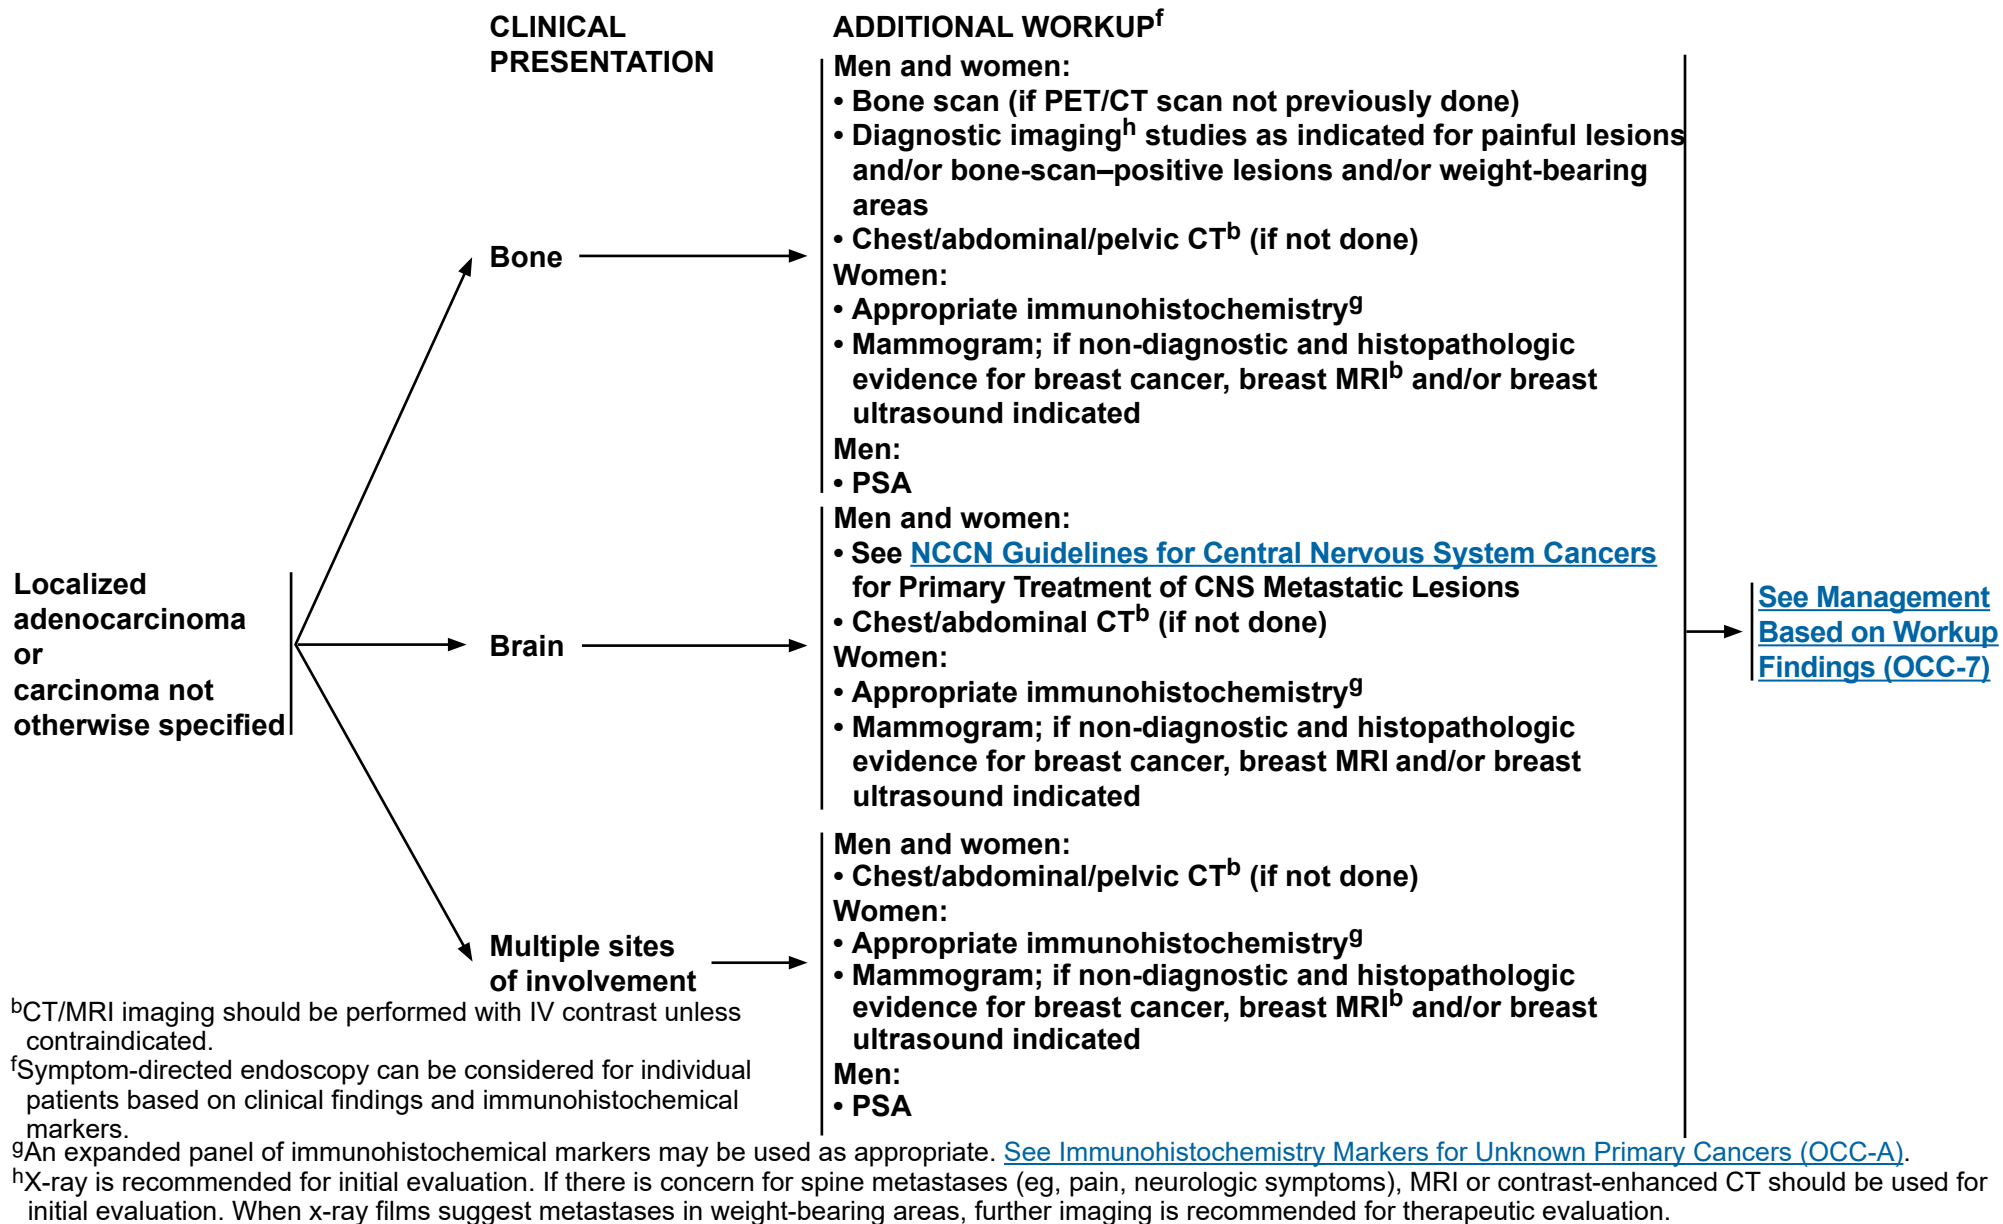 CLINICAL
PRESENTATION
ADDITIONAL WORKUPf
Localized
adenocarcinoma
or
carcinoma not
otherwise specified
Bone
Men and women:
• Bone scan (if PET/CT scan not previously done)
• Diagnostic imagingh studies as indicated for painful lesions
and/or bone-scan–positive lesions and/or weight-bearing
areas
• Chest/abdominal/pelvic CTb (if not done)
Women:
• Appropriate immunohistochemistryg
• Mammogram; if non-diagnostic and histopathologic
evidence for breast cancer, breast MRIb and/or breast
ultrasound indicated
Men:
• PSA
Brain
Men and women:
• See NCCN Guidelines for Central Nervous System Cancers
for Primary Treatment of CNS Metastatic Lesions
• Chest/abdominal CTb (if not done)
Women:
• Appropriate immunohistochemistryg
• Mammogram; if non-diagnostic and histopathologic
evidence for breast cancer, breast MRI and/or breast
ultrasound indicated
Multiple sites
of involvement
Men and women:
• Chest/abdominal/pelvic CTb (if not done)
Women:
• Appropriate immunohistochemistryg
• Mammogram; if non-diagnostic and histopathologic
evidence for breast cancer, breast MRIb and/or breast
ultrasound indicated
Men:
• PSA
See Management
Based on Workup
Findings (OCC-7)
bCT/MRI imaging should be performed with IV contrast unless
contraindicated.
fSymptom-directed endoscopy can be considered for individual
patients based on clinical findings and immunohistochemical
markers.
gAn expanded panel of immunohistochemical markers may be used as appropriate. See Immunohistochemistry Markers for Unknown Primary Cancers (OCC-A).
hX-ray is recommended for initial evaluation. If there is concern for spine metastases (eg, pain, neurologic symptoms), MRI or contrast-enhanced CT should be used for
initial evaluation. When x-ray films suggest metastases in weight-bearing areas, further imaging is recommended for therapeutic evaluation.